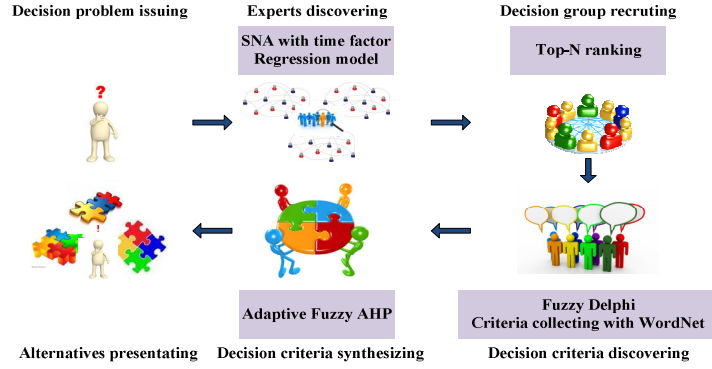 Decision problem issuing
Experts discovering
Decision group recruting
SNA with time factor
Regression model
Top-N ranking
?
!
Adaptive Fuzzy AHP
Fuzzy Delphi
Criteria collecting with WordNet
Alternatives presentating
Decision criteria synthesizing
Decision criteria discovering